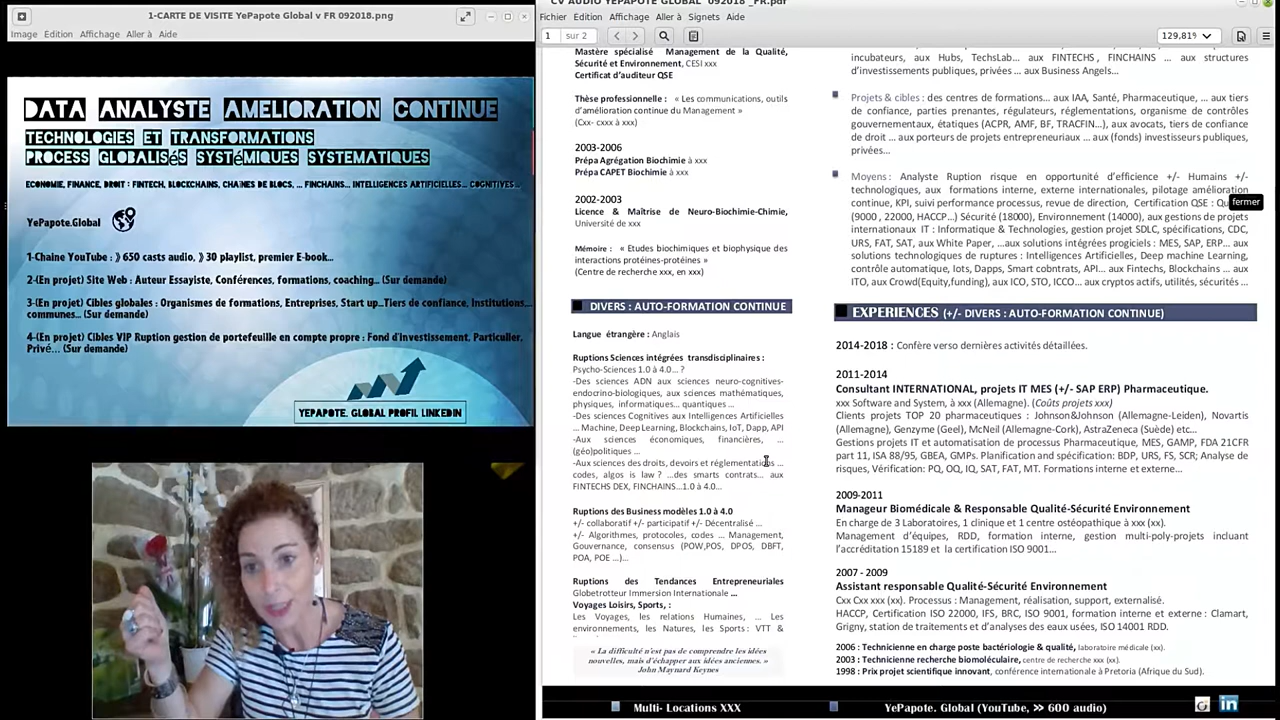 1-CARTE DE VISITE YePapote Global v FR 092018.png
Image Edition Affichage Aller à Aide
DATA ANALYSTE AMELIORATION CONTINUE
TECHNOLOGIES ET TRANSFORMATIONS
PROCESS GLOBALISéS SYSTéMIQUES SYSTEMATIQUES
ECONOMIE, FINANCE, DROIT : FINTECH, BLOCKCHAINS, CHAINES DE BLOCS, ... FINCHAINS... INTELLIGENCES ARTIFICIELLES... COGNITIVES...
YePapote.Global
1-Chaine YouTube : 》 650 casts audio, 》 30 playlist, premier E-book...
2-(En projet) Site Web : Auteur Essayiste, Conférences, formations, coaching... (Sur demande)
3-(En projet) Cibles globales : Organismes de formations, Entreprises, Start up...Tiers de confiance, Institutions,
communes... (Sur demande)
4-(En projet) Cibles VIP Ruption gestion de portefeuille en compte propre : Fond d'Investissement, Particulier,
Privé... (Sur demande)
YEPAPOTE. GLOBAL PROFIL LINKEDIN
CV AUDIO YEPAPOTE GLOBAL 092018 _FR.pdf
Fichier Edition Affichage Aller à Signets Aide
1 sur 2
129,81%
Mastère spécialisé Management de la Qualité,
Sécurité et Environnement, CESI xxx
Certificat d'auditeur QSE
Thèse professionnelle : « Les communications, outils
d'amélioration continue du Management »
(Cxx- cxxx à xxx)
2003-2006
Prépa Agrégation Biochimie à xxx
Prépa CAPET Biochimie à xxx
2002-2003
Licence & Maîtrise de Neuro-Biochimie-Chimie,
Université de xxx
Mémoire : « Etudes biochimiques et biophysique des
interactions protéines-protéines »
(Centre de recherche xxx, en xxx)
DIVERS : AUTO-FORMATION CONTINUE
Langue étrangère : Anglais
Ruptions Sciences intégrées transdisciplinaires :
Psycho-Sciences 1.0 à 4.0... ?
-Des sciences ADN aux sciences neuro-cognitives-
endocrino-biologiques, aux sciences mathématiques,
physiques, informatiques... quantiques ...
-Des sciences Cognitives aux Intelligences Artificielles
... Machine, Deep Learning, Blockchains, IoT, Dapp, API
-Aux sciences économiques, financières, ...
(géo)politiques ...
-Aux sciences des droits, devoirs et réglementations ...
codes, algos is law ? ...des smarts contrats... aux
FINTECHS DEX, FINCHAINS...1.0 à 4.0...
Ruptions des Business modèles 1.0 à 4.0
+/- collaboratif +/- participatif +/- Décentralisé ...
+/- Algorithmes, protocoles, codes ... Management,
Gouvernance, consensus (POW,POS, DPOS, DBFT,
POA, POE ...)...
Ruptions des Tendances Entrepreuriales
Globetrotteur Immersion Internationale ...
Voyages Loisirs, Sports, :
Les Voyages, les relations Humaines, ... Les
environnements, les Natures, les Sports : VTT &
« La difficulté n'est pas de comprendre les idées
nouvelles, mais d'échapper aux idées anciennes. »
John Maynard Keynes
incubateurs, aux Hubs, TechsLab... aux FINTECHS , FINCHAINS ... aux structures
d'investissements publiques, privées ... aux Business Angels...
Projets & cibles : des centres de formations... aux IAA, Santé, Pharmaceutique, ... aux tiers
de confiance, parties prenantes, régulateurs, réglementations, organisme de contrôles
gouvernementaux, étatiques (ACPR, AMF, BF, TRACFIN...), aux avocats, tiers de confiance
de droit ... aux porteurs de projets entrepreuriaux ... aux (fonds) investisseurs publiques,
privées...
Moyens : Analyste Ruption risque en opportunité d'efficience +/- Humains +/-
technologiques, aux formations interne, externe internationales, pilotage amélioration
continue, KPI, suivi performance processus, revue de direction, Certification QSE : Qu
fermer
(9000 , 22000, HACCP...) Sécurité (18000), Environnement (14000), aux gestions de projets
internationaux IT : Informatique & Technologies, gestion projet SDLC, spécifications, CDC,
URS, FAT, SAT, aux White Paper, ...aux solutions intégrées progiciels : MES, SAP, ERP... aux
solutions technologiques de ruptures : Intelligences Artificielles, Deep machine Learning,
contrôle automatique, Iots, Dapps, Smart cobntrats, API... aux Fintechs, Blockchains ... aux
ITO, aux Crowd(Equity,funding), aux ICO, STO, ICCO... aux cryptos actifs, utilités, sécurités ...
EXPERIENCES (+/- DIVERS : AUTO-FORMATION CONTINUE)
2014-2018 : Confère verso dernières activités détaillées.
2011-2014
Consultant INTERNATIONAL, projets IT MES (+/- SAP ERP) Pharmaceutique.
xxx Software and System, à xxx (Allemagne). (Coûts projets xxx)
Clients projets TOP 20 pharmaceutiques : Johnson&Johnson (Allemagne-Leiden), Novartis
(Allemagne), Genzyme (Geel), McNeil (Allemagne-Cork), AstraZeneca (Suède) etc...
Gestions projets IT et automatisation de processus Pharmaceutique, MES, GAMP, FDA 21CFR
part 11, ISA 88/95, GBEA, GMPs. Planification and spécification: BDP, URS, FS, SCR; Analyse de
risques, Vérification: PQ, OQ, IQ, SAT, FAT, MT. Formations interne et externe...
2009-2011
Manageur Biomédicale & Responsable Qualité-Sécurité Environnement
En charge de 3 Laboratoires, 1 clinique et 1 centre ostéopathique à xxx (xx).
Management d'équipes, RDD, formation interne, gestion multi-poly-projets incluant
l'accréditation 15189 et la certification ISO 9001...
2007 - 2009
Assistant responsable Qualité-Sécurité Environnement
Cxx Cxx xxx (xx). Processus : Management, réalisation, support, externalisé.
HACCP, Certification ISO 22000, IFS, BRC, ISO 9001, formation interne et externe : Clamart,
Grigny, station de traitements et d'analyses des eaux usées, ISO 14001 RDD.
2006 : Technicienne en charge poste bactériologie & qualité, laboratoire médicale (xx).
2003 : Technicienne recherche biomoléculaire, centre de recherche xxx (xx).
1998 : Prix projet scientifique innovant, conférence internationale à Pretoria (Afrique du Sud).
Multi- Locations XXX
YePapote. Global (YouTube, >> 600 audio)
in